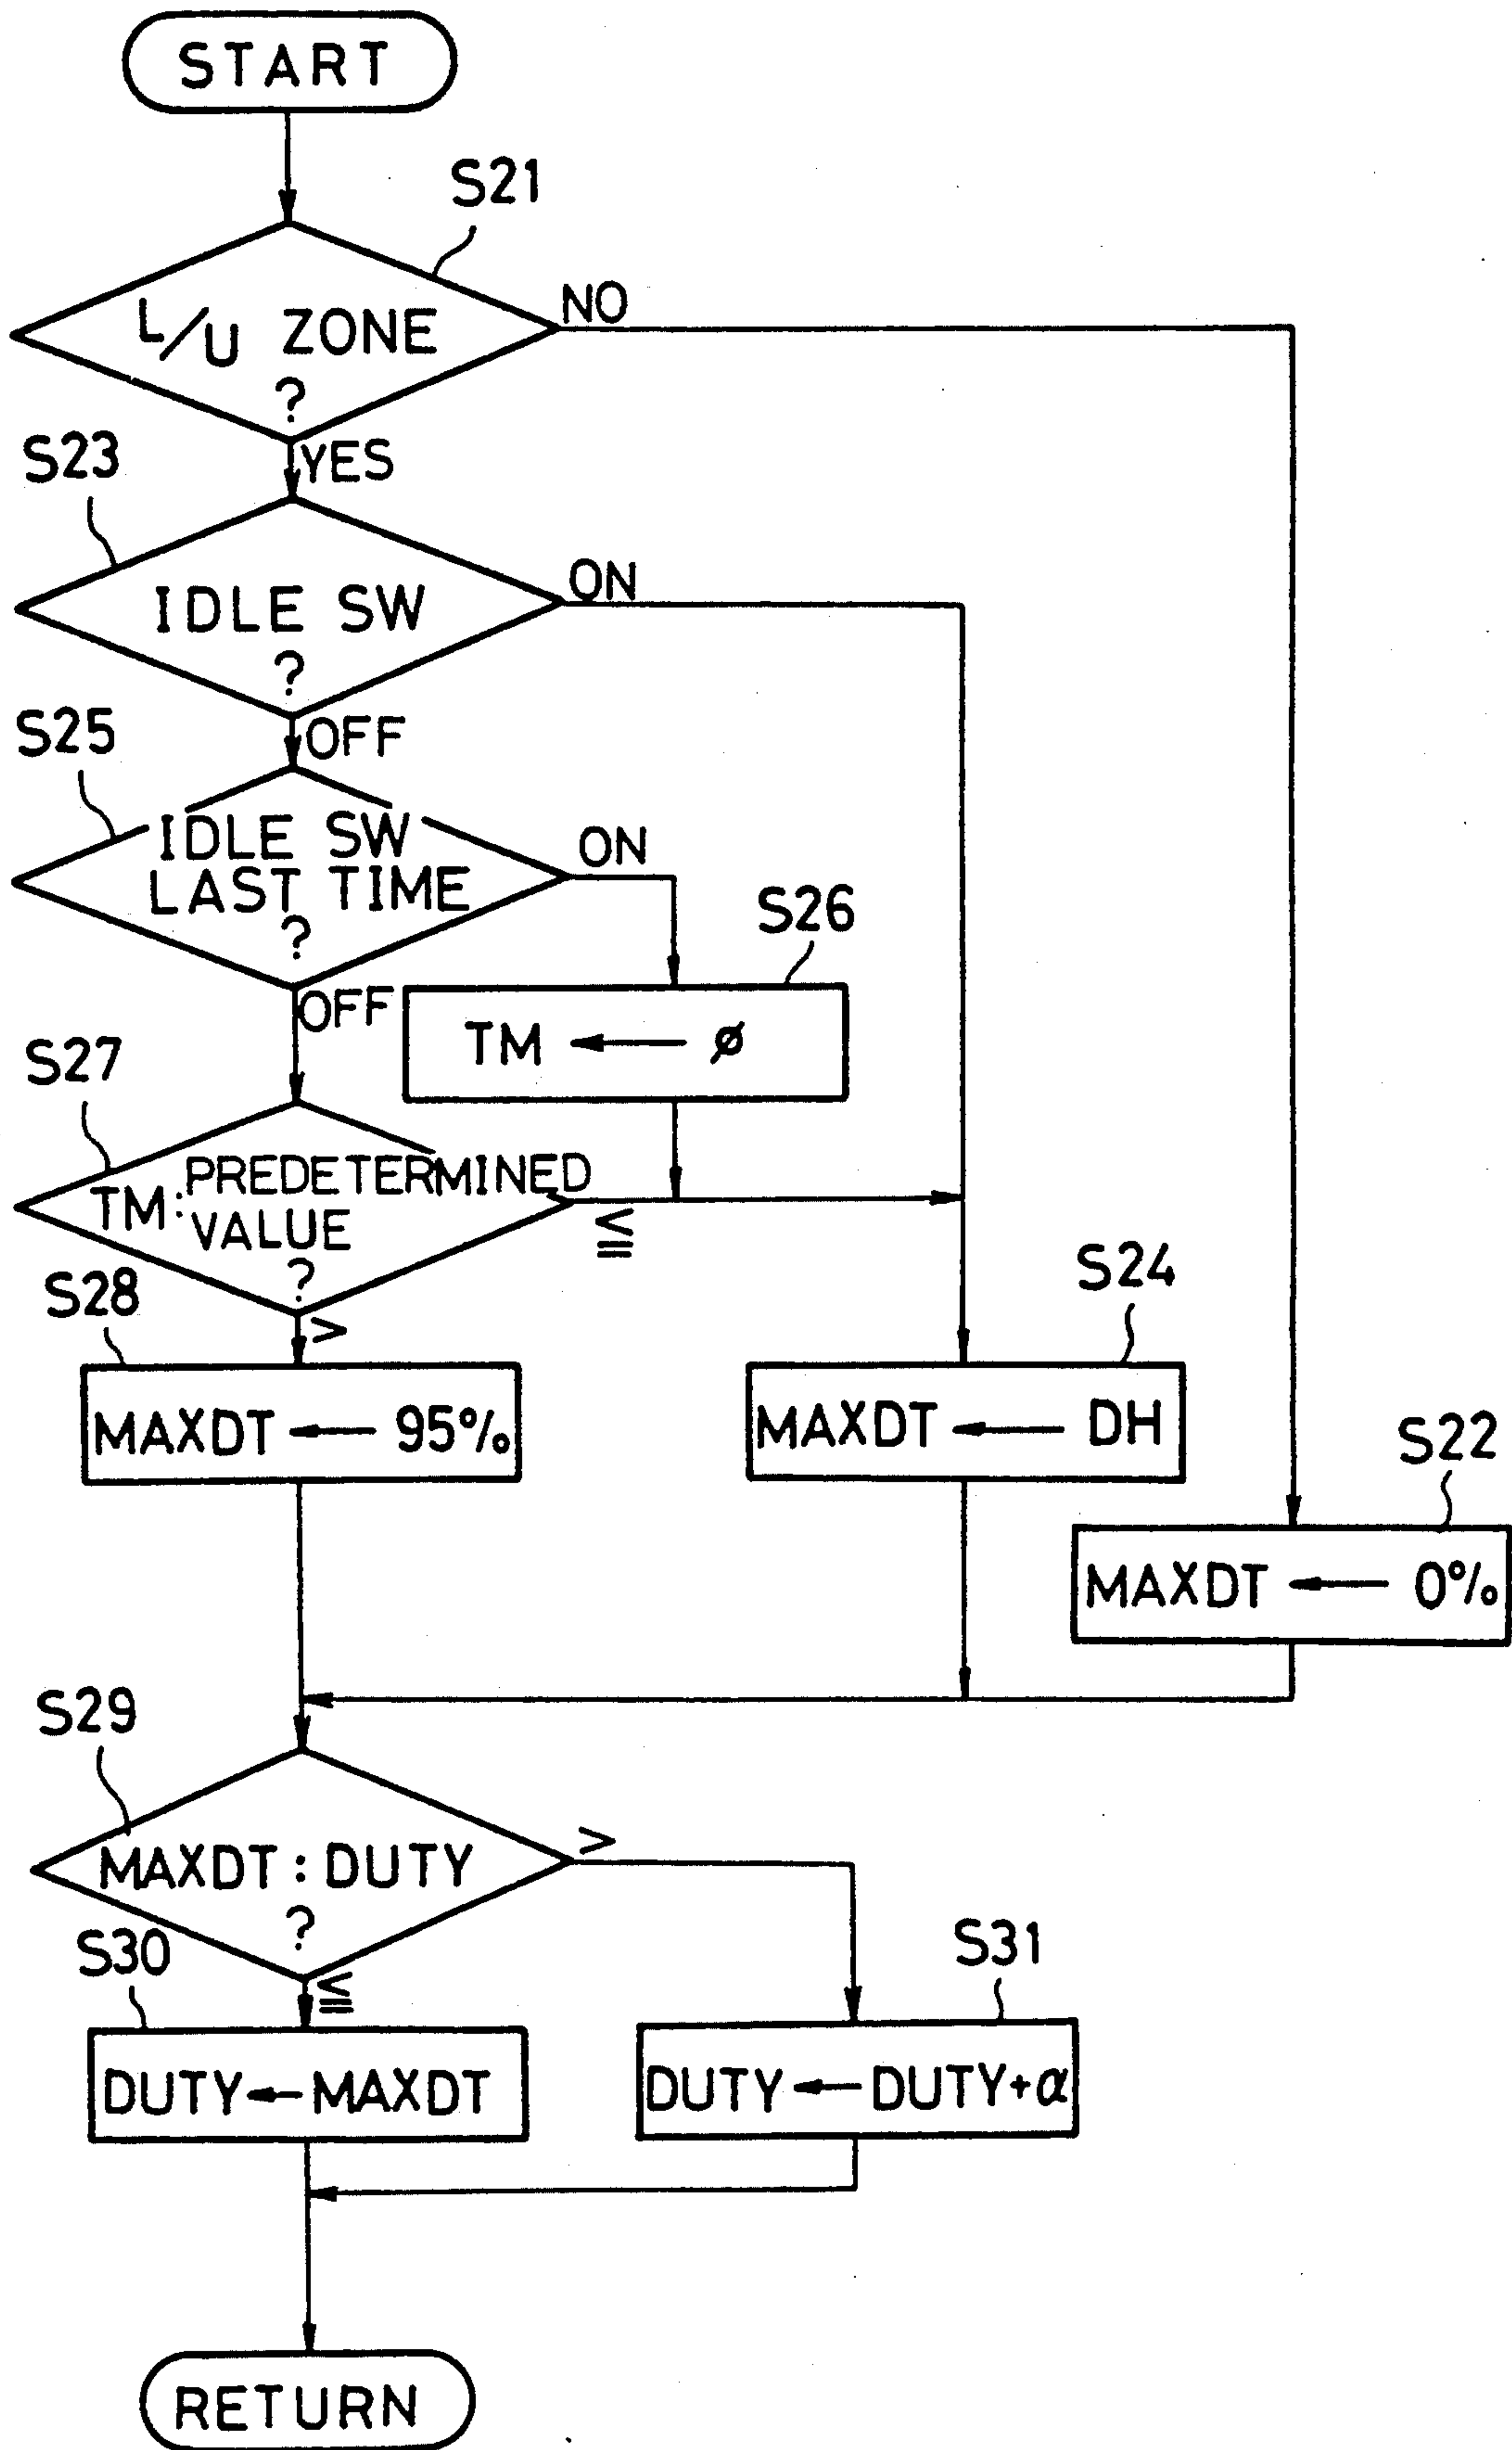 START
S21
L/U ZONE
?
NO
YES
S23
IDLE SW
?
ON
OFF
S25
IDLE SW
LAST TIME
?
ON
OFF
S26
TM ← ø
S27
TM : PREDETERMINED
VALUE
?
≦
>
S28
MAXDT ← 95%
S24
MAXDT ← DH
S22
MAXDT ← 0%
S29
MAXDT : DUTY
?
>
≦
S30
DUTY ← MAXDT
S31
DUTY ← DUTY+α
RETURN